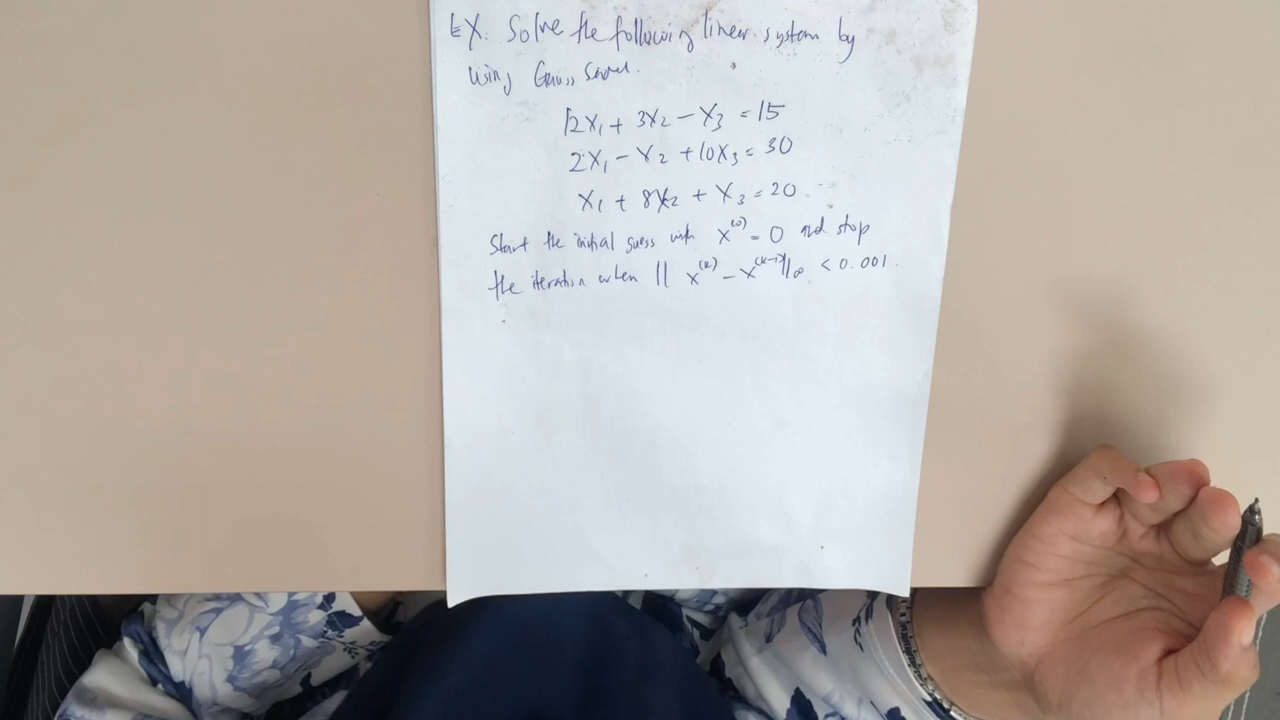 EX. Solve the following linear system by
using Gauss Seidel.
12X₁ + 3X₂ - X₃ = 15
2X₁ - X₂ + 10X₃ = 30
X₁ + 8X₂ + X₃ = 20.
Start the initial guess with x⁽⁰⁾ = 0 and stop
the iteration when || x⁽ᵏ⁾ - x⁽ᵏ⁻¹⁾ ||∞ < 0.001.